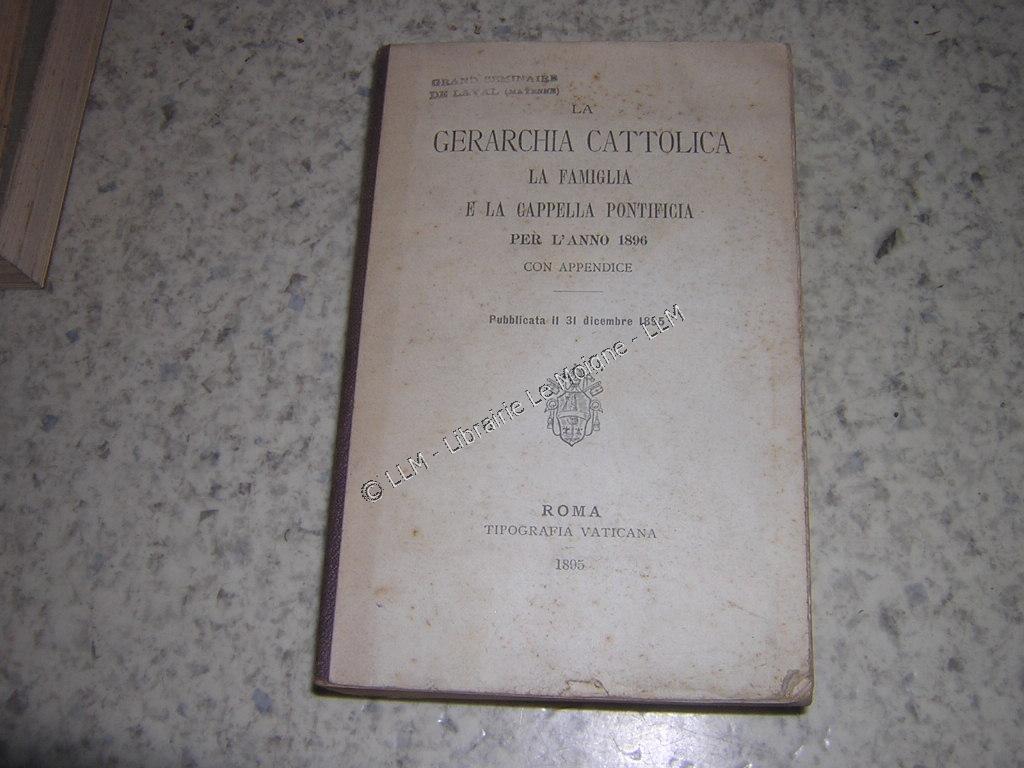 GRAND SEMINAIRE
DE LAVAL (MAYENNE)
LA
GERARCHIA CATTOLICA
LA FAMIGLIA
E LA CAPPELLA PONTIFICIA
PER L'ANNO 1896
CON APPENDICE
Pubblicata il 31 dicembre 1895
© LLM - Librairie Le Moigne - LLM
ROMA
TIPOGRAFIA VATICANA
1895